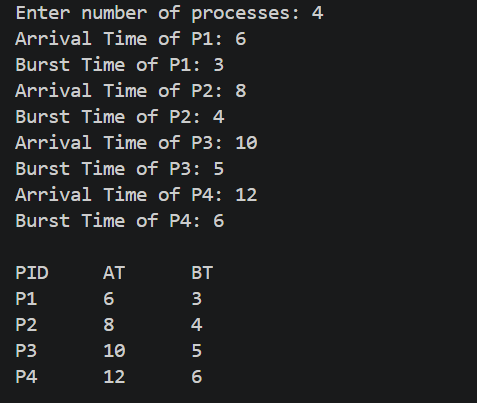 Enter number of processes: 4
Arrival Time of P1: 6
Burst Time of P1: 3
Arrival Time of P2: 8
Burst Time of P2: 4
Arrival Time of P3: 10
Burst Time of P3: 5
Arrival Time of P4: 12
Burst Time of P4: 6

PID AT BT
P1 6 3
P2 8 4
P3 10 5
P4 12 6